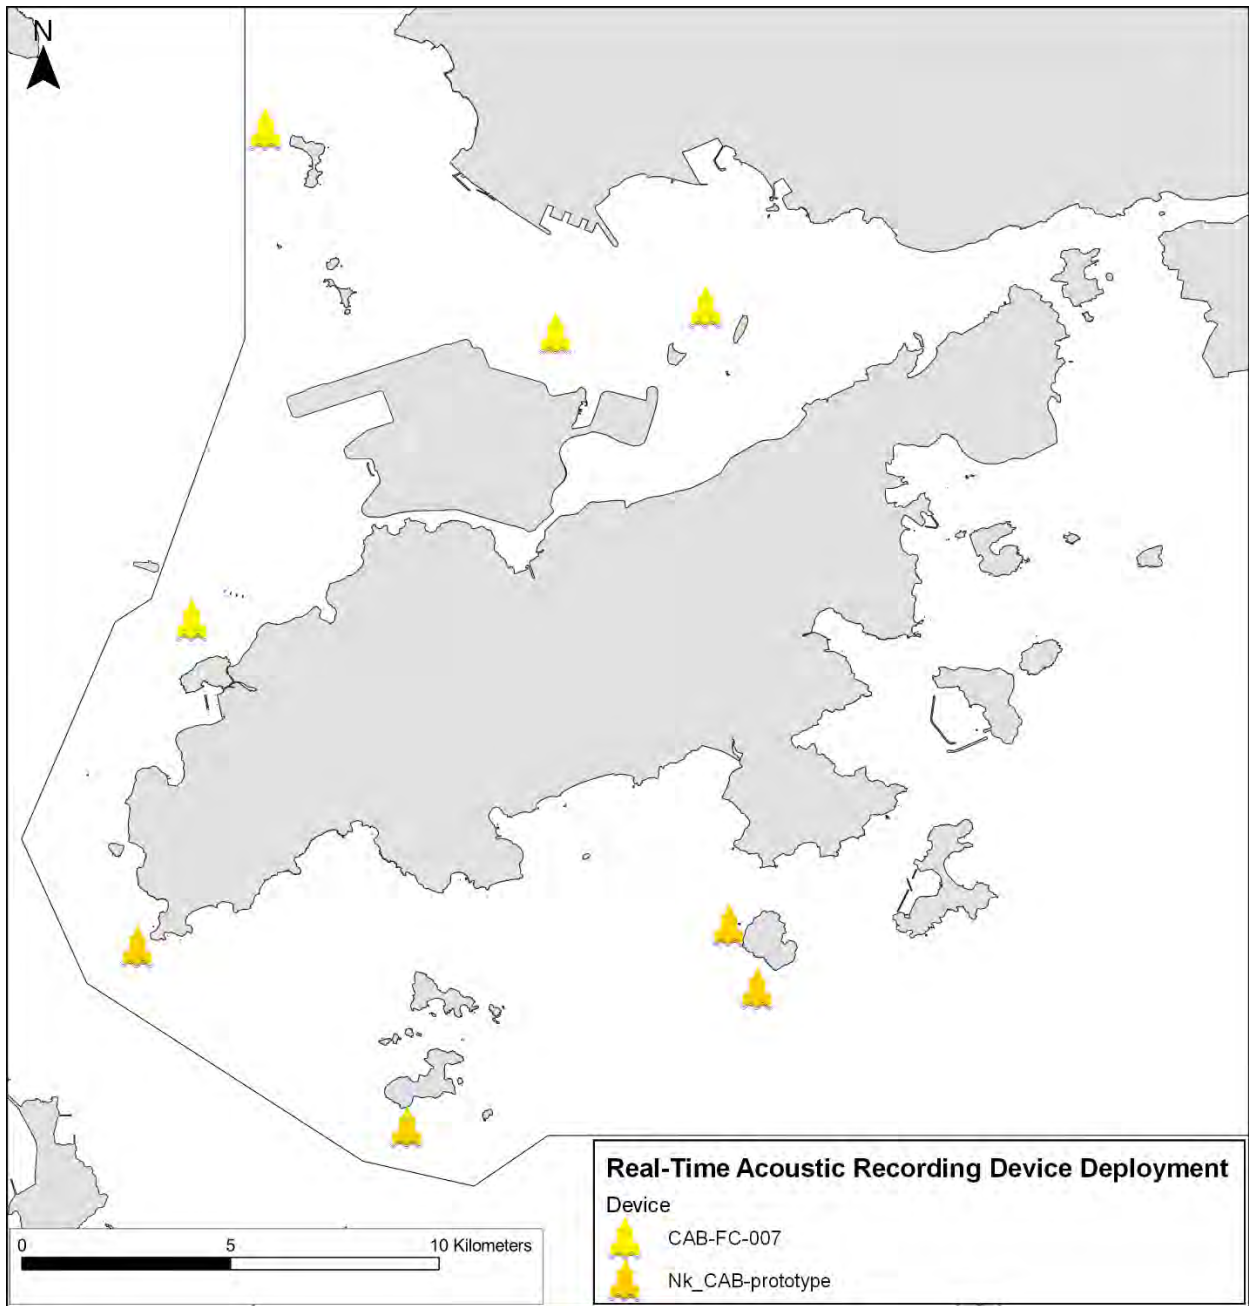 N
Real-Time Acoustic Recording Device Deployment
Device
CAB-FC-007
Nk_CAB-prototype
0 5 10 Kilometers